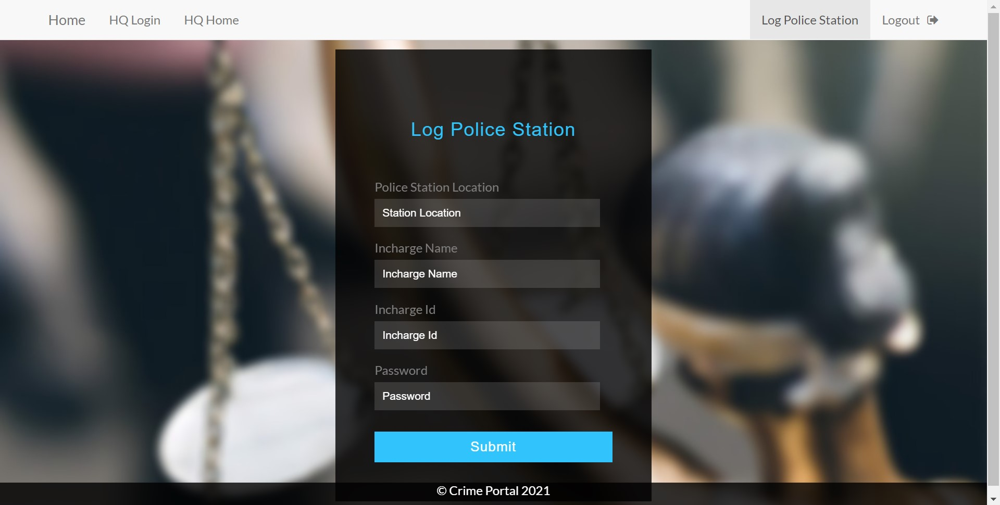 Home HQ Login HQ Home Log Police Station Logout
Log Police Station
Police Station Location
Station Location
Incharge Name
Incharge Name
Incharge Id
Incharge Id
Password
Password
Submit
© Crime Portal 2021